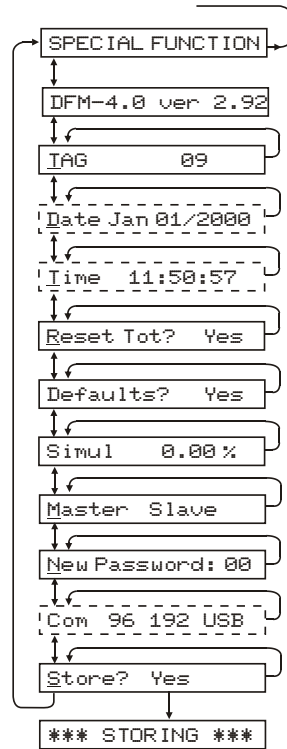 SPECIAL FUNCTION
DFM-4.0 ver 2.92
TAG 09
Date Jan 01/2000
Time 11:50:57
Reset Tot? Yes
Defaults? Yes
Simul 0.00 %
Master Slave
New Password: 00
Com 96 192 USB
Store? Yes
*** STORING ***